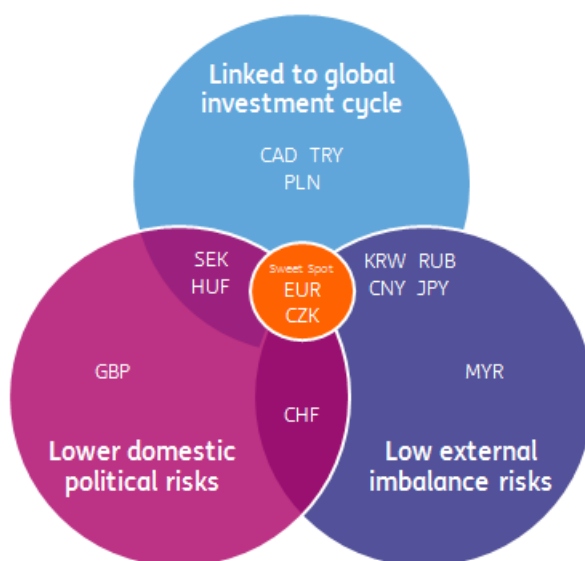 Linked to global
investment cycle
CAD TRY
PLN
SEK
HUF
Sweet Spot
EUR
CZK
KRW RUB
CNY JPY
GBP
MYR
CHF
Lower domestic
political risks
Low external
imbalance risks